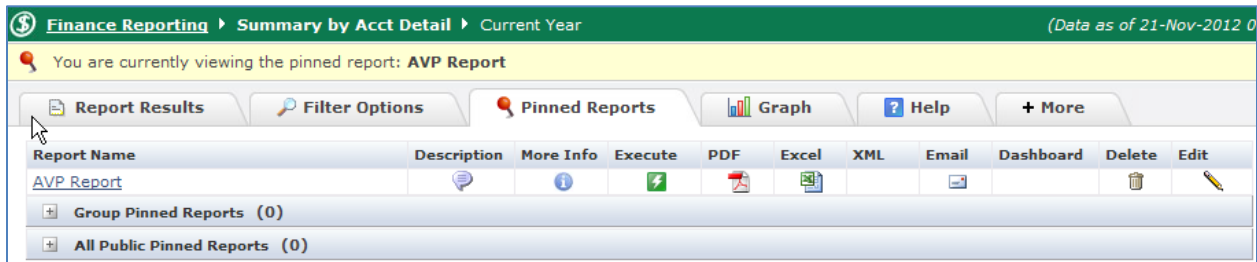 Finance Reporting Summary by Acct Detail Current Year (Data as of 21-Nov-2012 0
You are currently viewing the pinned report: AVP Report
Report Results Filter Options Pinned Reports Graph ? Help + More
Report Name Description More Info Execute PDF Excel XML Email Dashboard Delete Edit
AVP Report
+ Group Pinned Reports (0)
+ All Public Pinned Reports (0)